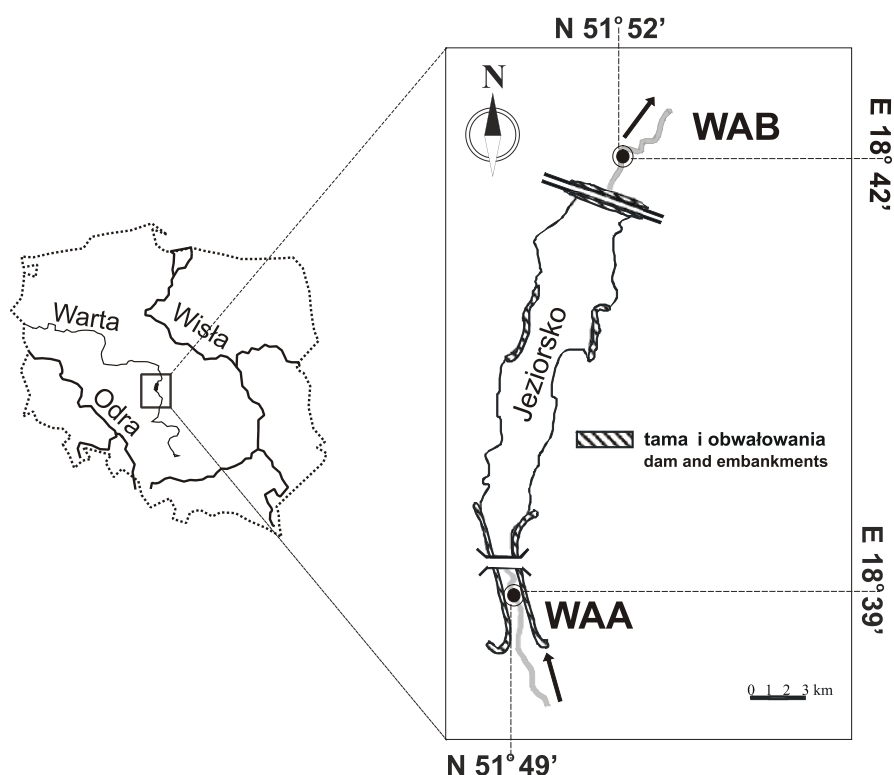 N 51° 52’
N
WAB
E 18° 42’
Warta
Wisła
Odra
Jeziorsko
tama i obwałowania
dam and embankments
WAA
E 18° 39’
0 1 2 3 km
N 51° 49’